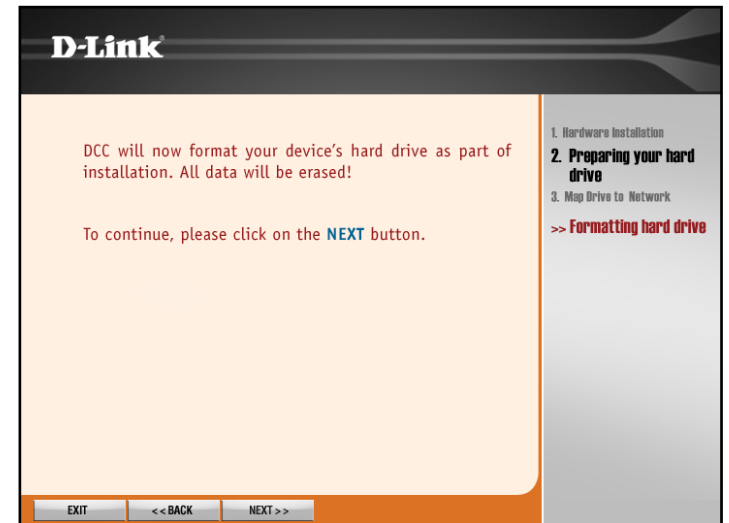 D-Link®
DCC will now format your device's hard drive as part of
installation. All data will be erased!
To continue, please click on the NEXT button.
1. Hardware Installation
2. Preparing your hard
drive
3. Map Drive to Network
>> Formatting hard drive
EXIT
<< BACK
NEXT >>